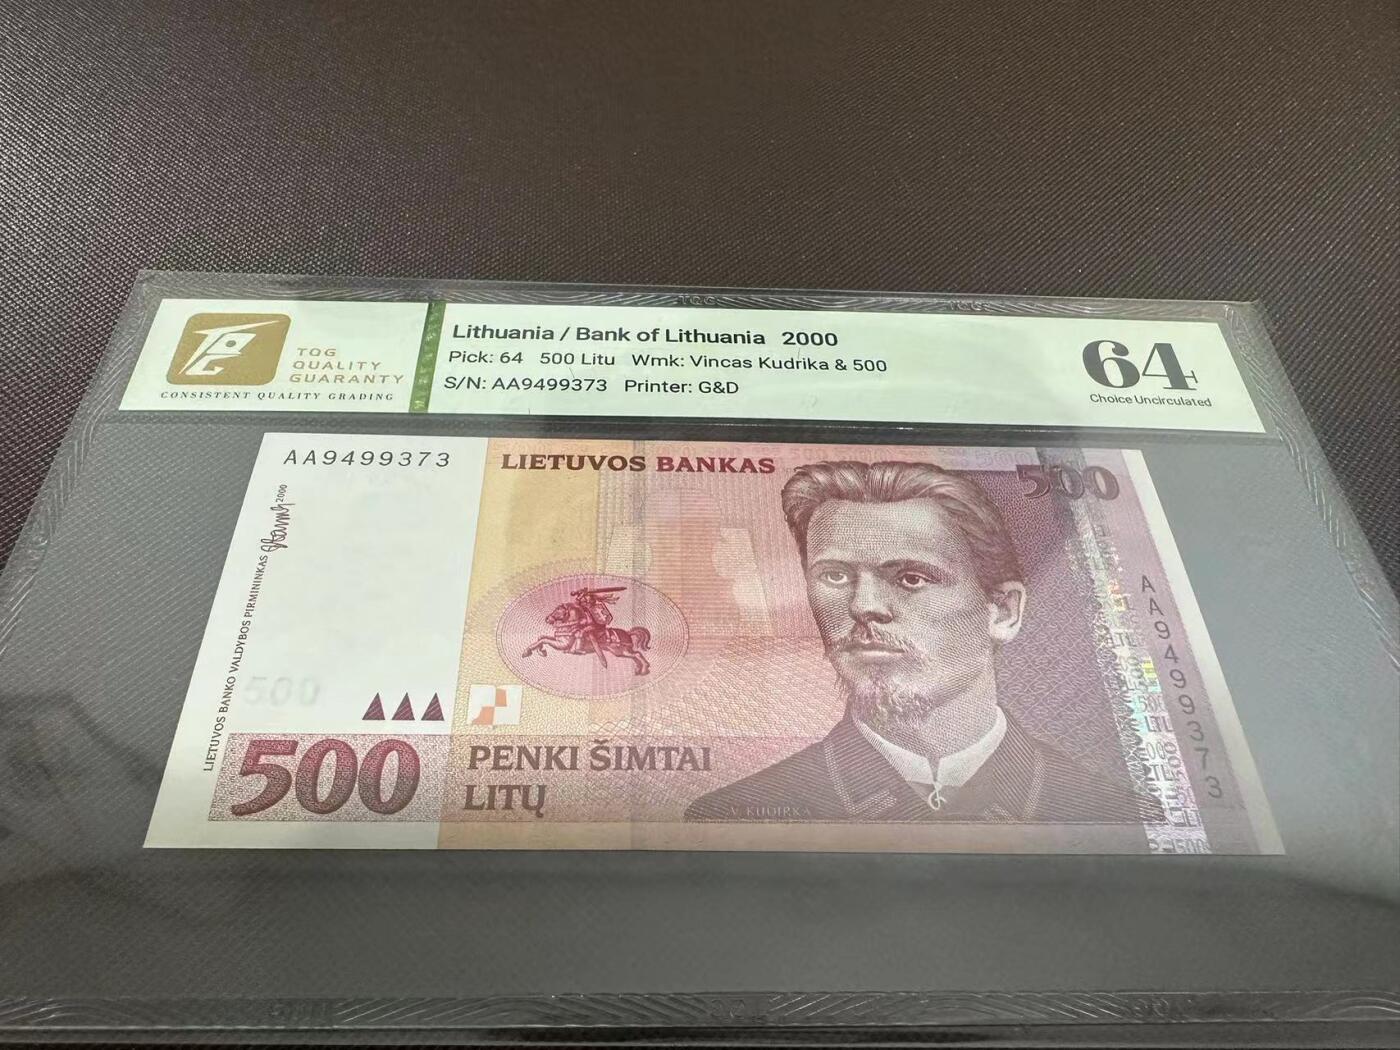 TQG
QUALITY
GUARANTY
CONSISTENT QUALITY GRADING
Lithuania / Bank of Lithuania 2000
Pick: 64 500 Litu Wmk: Vincas Kudrika & 500
S/N: AA9499373 Printer: G&D
64
Choice Uncirculated
AA9499373
LIETUVOS BANKAS
500
LIETUVOS BANKO VALDYBOS PIRMININKAS
2000
AA9499373
500
500
PENKI ŠIMTAI
LITŲ
V. KUDIRKA